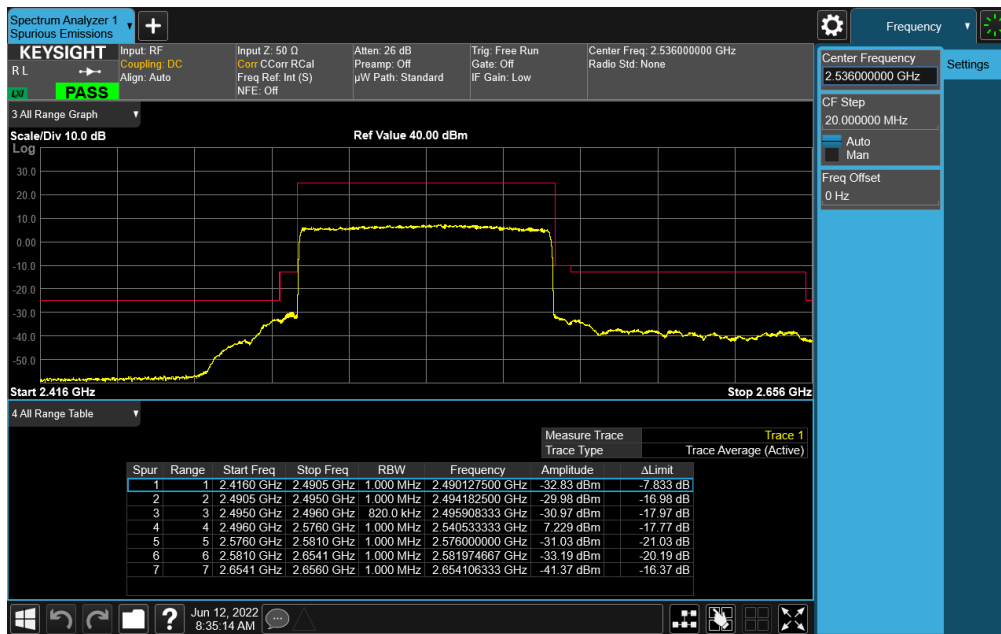 Spectrum Analyzer 1
Spurious Emissions
Frequency
KEYSIGHT
R L
LXI
PASS
Input: RF
Coupling: DC
Align: Auto
Input Z: 50 Ω
Corr CCorr RCal
Freq Ref: Int (S)
NFE: Off
Atten: 26 dB
Preamp: Off
µW Path: Standard
Trig: Free Run
Gate: Off
IF Gain: Low
Center Freq: 2.536000000 GHz
Radio Std: None
Center Frequency
2.536000000 GHz
Settings
CF Step
20.000000 MHz
Auto
Man
Freq Offset
0 Hz
3 All Range Graph
Scale/Div 10.0 dB
Ref Value 40.00 dBm
Log
30.0
20.0
10.0
0.00
-10.0
-20.0
-30.0
-40.0
-50.0
Start 2.416 GHz
Stop 2.656 GHz
4 All Range Table
Measure Trace Trace 1
Trace Type Trace Average (Active)
Spur Range Start Freq Stop Freq RBW Frequency Amplitude ΔLimit
1 1 2.4160 GHz 2.4905 GHz 1.000 MHz 2.490127500 GHz -32.83 dBm -7.833 dB
2 2 2.4905 GHz 2.4950 GHz 1.000 MHz 2.494182500 GHz -29.98 dBm -16.98 dB
3 3 2.4950 GHz 2.4960 GHz 820.0 kHz 2.495908333 GHz -30.97 dBm -17.97 dB
4 4 2.4960 GHz 2.5760 GHz 1.000 MHz 2.540533333 GHz 7.229 dBm -17.77 dB
5 5 2.5760 GHz 2.5810 GHz 1.000 MHz 2.576000000 GHz -31.03 dBm -21.03 dB
6 6 2.5810 GHz 2.6541 GHz 1.000 MHz 2.581974667 GHz -33.19 dBm -20.19 dB
7 7 2.6541 GHz 2.6560 GHz 1.000 MHz 2.654106333 GHz -41.37 dBm -16.37 dB
?
Jun 12, 2022
8:35:14 AM